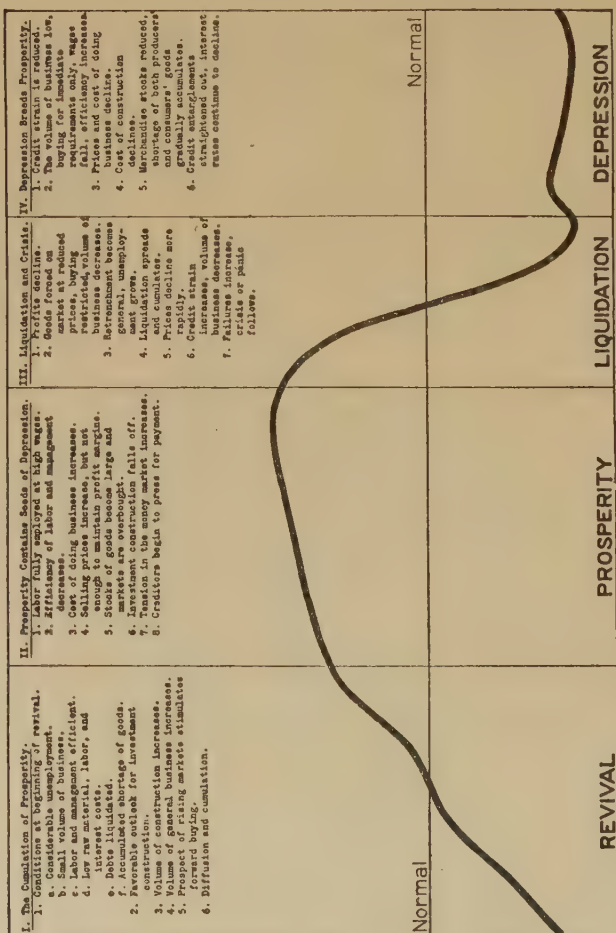 I. The Cumulation of Prosperity.
1. Conditions at beginning of revival.
a. Considerable unemployment.
b. Small volume of business.
c. Labor and management efficient.
d. Low raw material, labor, and
interest costs.
e. Debts liquidated.
f. Accumulated shortage of goods.
2. Favorable outlook for investment
construction.
3. Volume of construction increases.
4. Volume of general business increases.
5. Prospect of rising markets stimulates
forward buying.
6. Diffusion and cumulation.
II. Prosperity Contains Seeds of Depression.
1. Labor fully employed at high wages.
2. Efficiency of labor and management
decreases.
3. Cost of doing business increases.
4. Selling prices increase, but not
enough to maintain profit margins.
5. Stocks of goods become large and
markets are overbought.
6. Investment construction falls off.
7. Tension in the money market increases.
8. Creditors begin to press for payment.
III. Liquidation and Crisis.
1. Profits decline.
2. Goods forced on
market at reduced
prices, buying
restricted, volume of
business decreases.
3. Retrenchment becomes
general, unemploy-
ment grows.
4. Liquidation spreads
and cumulates.
5. Prices decline more
rapidly.
6. Credit strain
increases, volume of
business decreases.
7. Failures increase,
crisis or panic
follows.
IV. Depression Breeds Prosperity.
1. Credit strain is reduced.
2. The volume of business low,
buying for immediate
requirements only, wages
fall, efficiency increases.
3. Prices and cost of doing
business decline.
4. Cost of construction
declines.
5. Merchandise stocks reduced,
shortage of both producers'
and consumers' goods
gradually accumulates.
6. Credit entanglements
straightened out, interest
rates continue to decline.
Normal
Normal
REVIVAL
PROSPERITY
LIQUIDATION
DEPRESSION